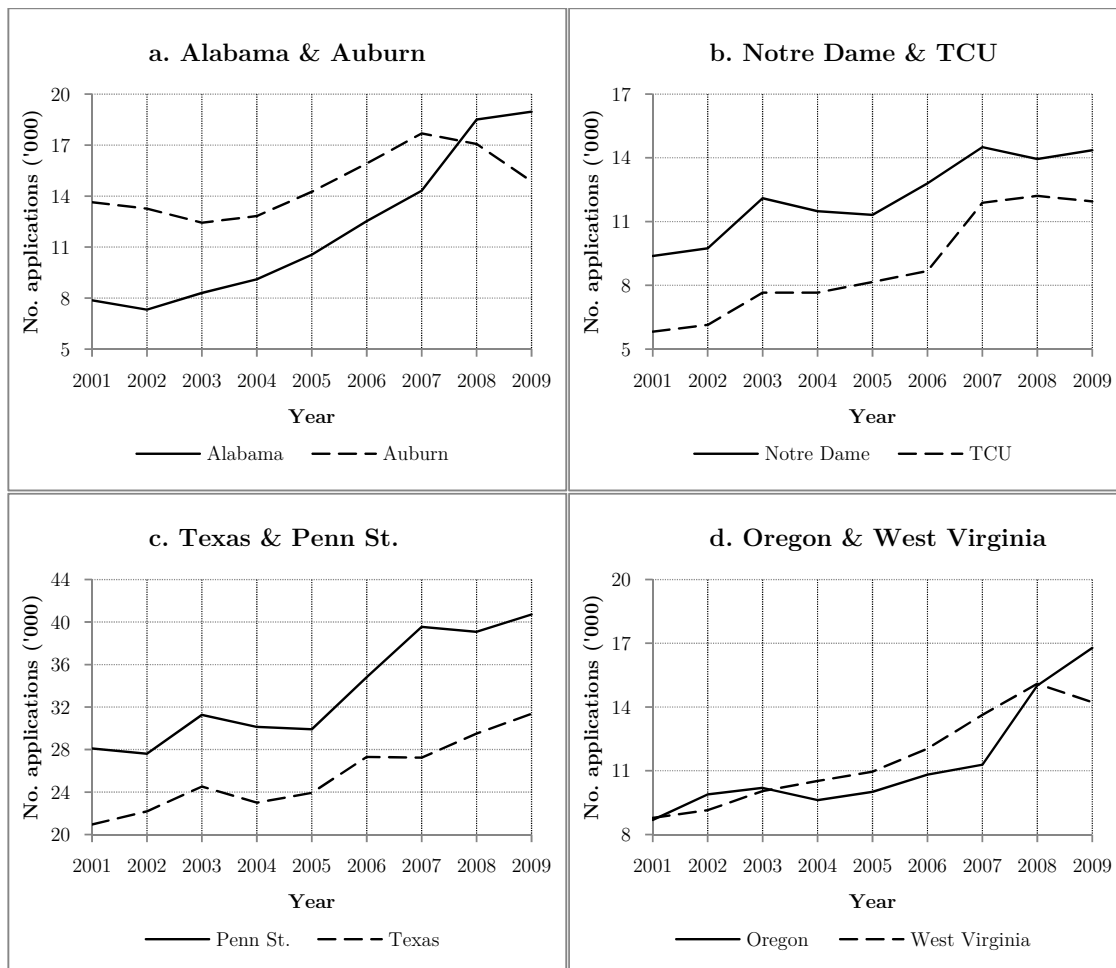 a. Alabama & Auburn
No. applications ('000)
20
17
14
11
8
5
2001 2002 2003 2004 2005 2006 2007 2008 2009
Year
Alabama Auburn
b. Notre Dame & TCU
No. applications ('000)
17
14
11
8
5
2001 2002 2003 2004 2005 2006 2007 2008 2009
Year
Notre Dame TCU
c. Texas & Penn St.
No. applications ('000)
44
40
36
32
28
24
20
2001 2002 2003 2004 2005 2006 2007 2008 2009
Year
Penn St. Texas
d. Oregon & West Virginia
No. applications ('000)
20
17
14
11
8
2001 2002 2003 2004 2005 2006 2007 2008 2009
Year
Oregon West Virginia